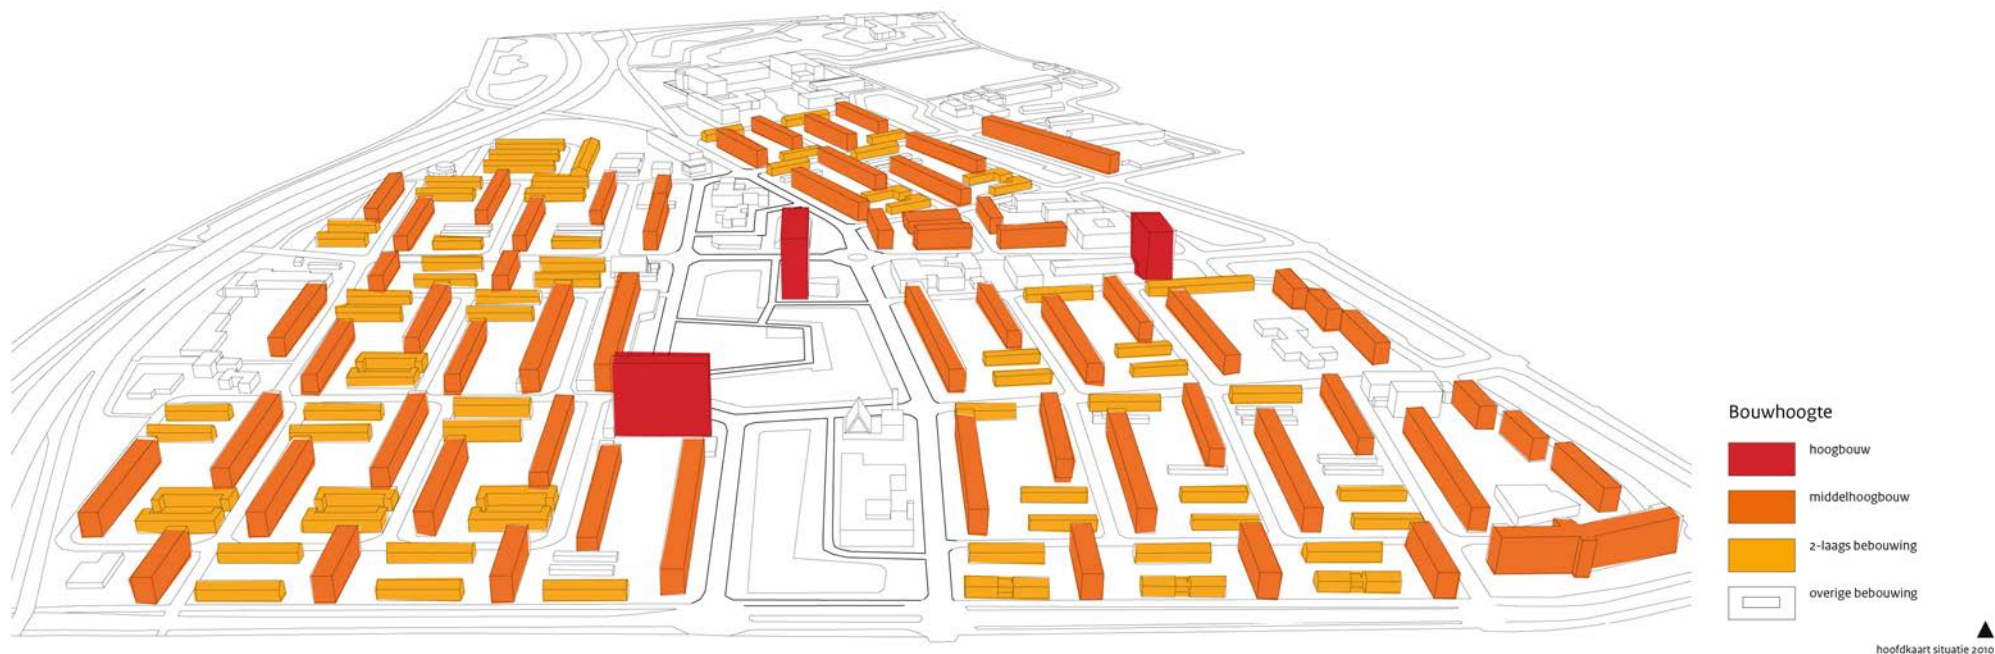 Bouwhoogte
hoogbouw
middelhoogbouw
2-laags bebouwing
overige bebouwing
hoofdkaart situatie 2010